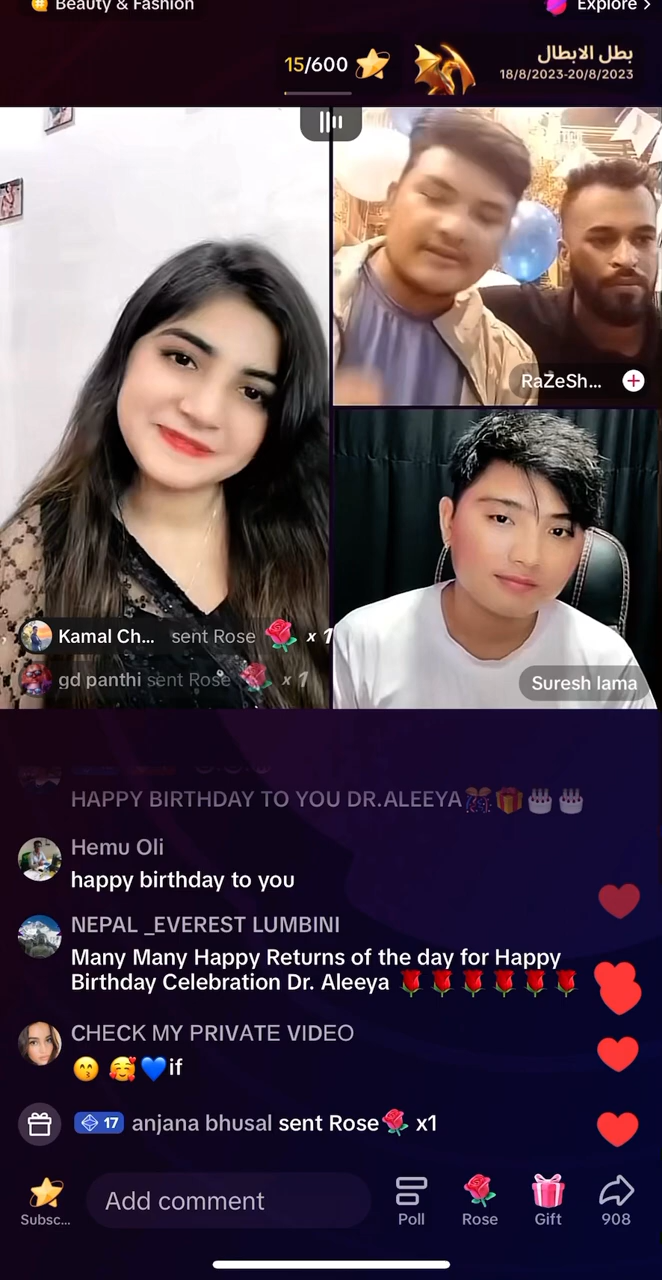 Beauty & Fashion
Explore >
15/600
بطل الابطال
18/8/2023-20/8/2023
RaZeSh...
Kamal Ch... sent Rose x 1
gd panthi sent Rose x 1
Suresh lama
HAPPY BIRTHDAY TO YOU DR.ALEEYA🎊🎁🎂🎂
Hemu Oli
happy birthday to you
NEPAL _EVEREST LUMBINI
Many Many Happy Returns of the day for Happy
Birthday Celebration Dr. Aleeya 🌹🌹🌹🌹🌹🌹
CHECK MY PRIVATE VIDEO
😙 🥰💙if
17 anjana bhusal sent Rose🌹 x1
Subsc...
Add comment
Poll
Rose
Gift
908